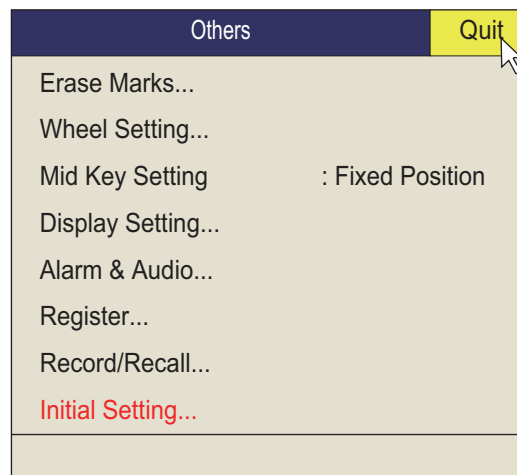 Others Quit
Erase Marks...
Wheel Setting...
Mid Key Setting : Fixed Position
Display Setting...
Alarm & Audio...
Register...
Record/Recall...
Initial Setting...